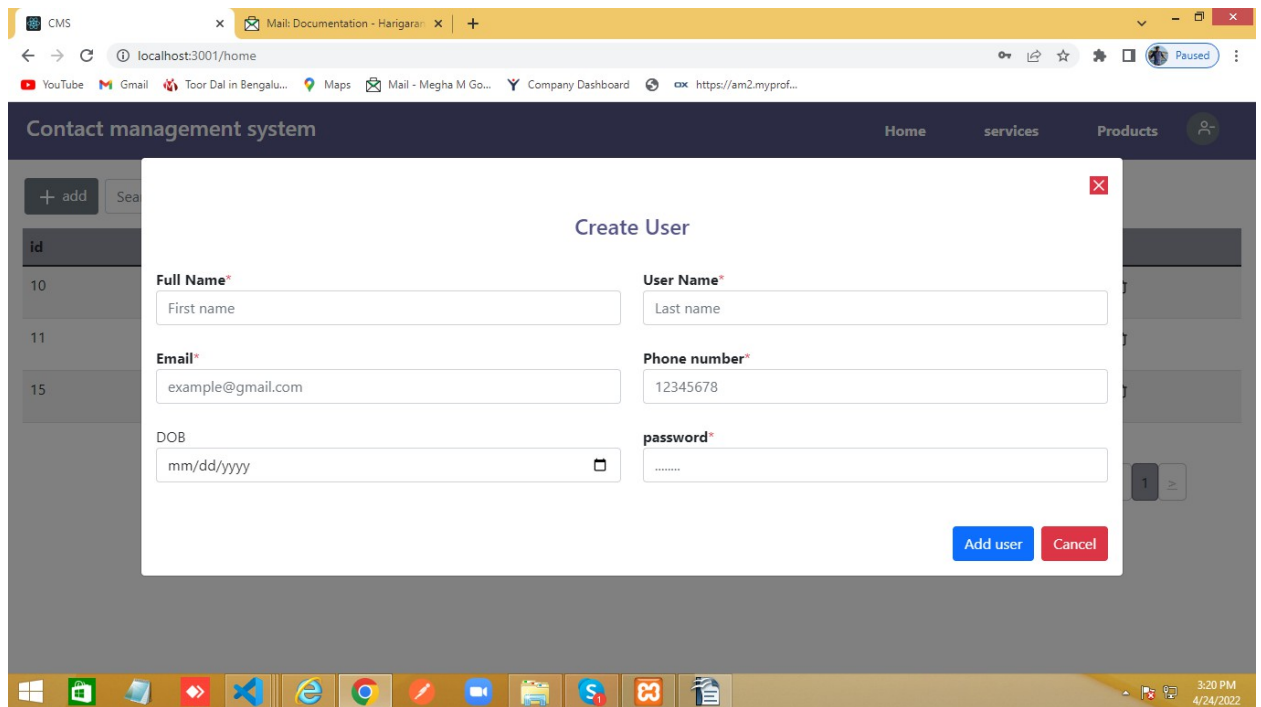 CMS
Mail: Documentation - Harigaran
localhost:3001/home
Paused
YouTube
Gmail
Toor Dal in Bengalu...
Maps
Mail - Megha M Go...
Company Dashboard
https://am2.myprof...
Contact management system
Home
services
Products
+ add
Sea
id
10
11
15
Create User
Full Name*
User Name*
First name
Last name
Email*
Phone number*
example@gmail.com
12345678
DOB
password*
mm/dd/yyyy
........
1
≥
Add user
Cancel
3:20 PM
4/24/2022